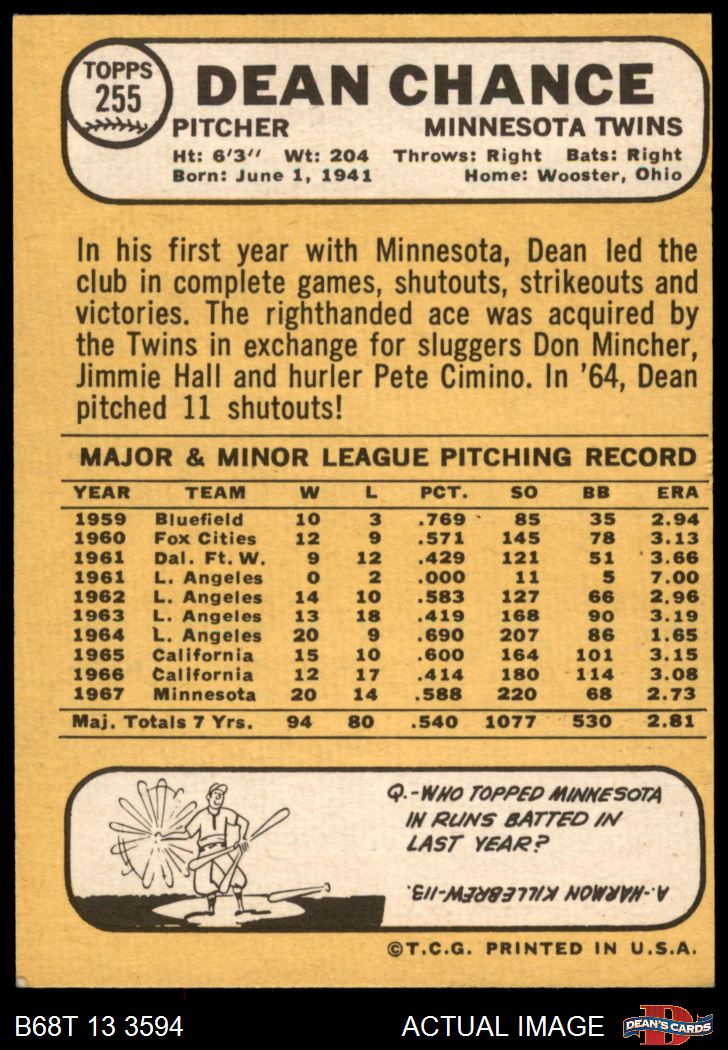 TOPPS
255
DEAN CHANCE
PITCHER MINNESOTA TWINS
Ht: 6'3" Wt: 204 Throws: Right Bats: Right
Born: June 1, 1941 Home: Wooster, Ohio
In his first year with Minnesota, Dean led the
club in complete games, shutouts, strikeouts and
victories. The righthanded ace was acquired by
the Twins in exchange for sluggers Don Mincher,
Jimmie Hall and hurler Pete Cimino. In '64, Dean
pitched 11 shutouts!
MAJOR & MINOR LEAGUE PITCHING RECORD
YEAR TEAM W L PCT. SO BB ERA
1959 Bluefield 10 3 .769 85 35 2.94
1960 Fox Cities 12 9 .571 145 78 3.13
1961 Dal. Ft. W. 9 12 .429 121 51 3.66
1961 L. Angeles 0 2 .000 11 5 7.00
1962 L. Angeles 14 10 .583 127 66 2.96
1963 L. Angeles 13 18 .419 168 90 3.19
1964 L. Angeles 20 9 .690 207 86 1.65
1965 California 15 10 .600 164 101 3.15
1966 California 12 17 .414 180 114 3.08
1967 Minnesota 20 14 .588 220 68 2.73
Maj. Totals 7 Yrs. 94 80 .540 1077 530 2.81
Q.-WHO TOPPED MINNESOTA
IN RUNS BATTED IN
LAST YEAR?
A.-HARMON KILLEBREW-113.
©T.C.G. PRINTED IN U.S.A.
B68T 13 3594 ACTUAL IMAGE
D
DEAN'S CARDS